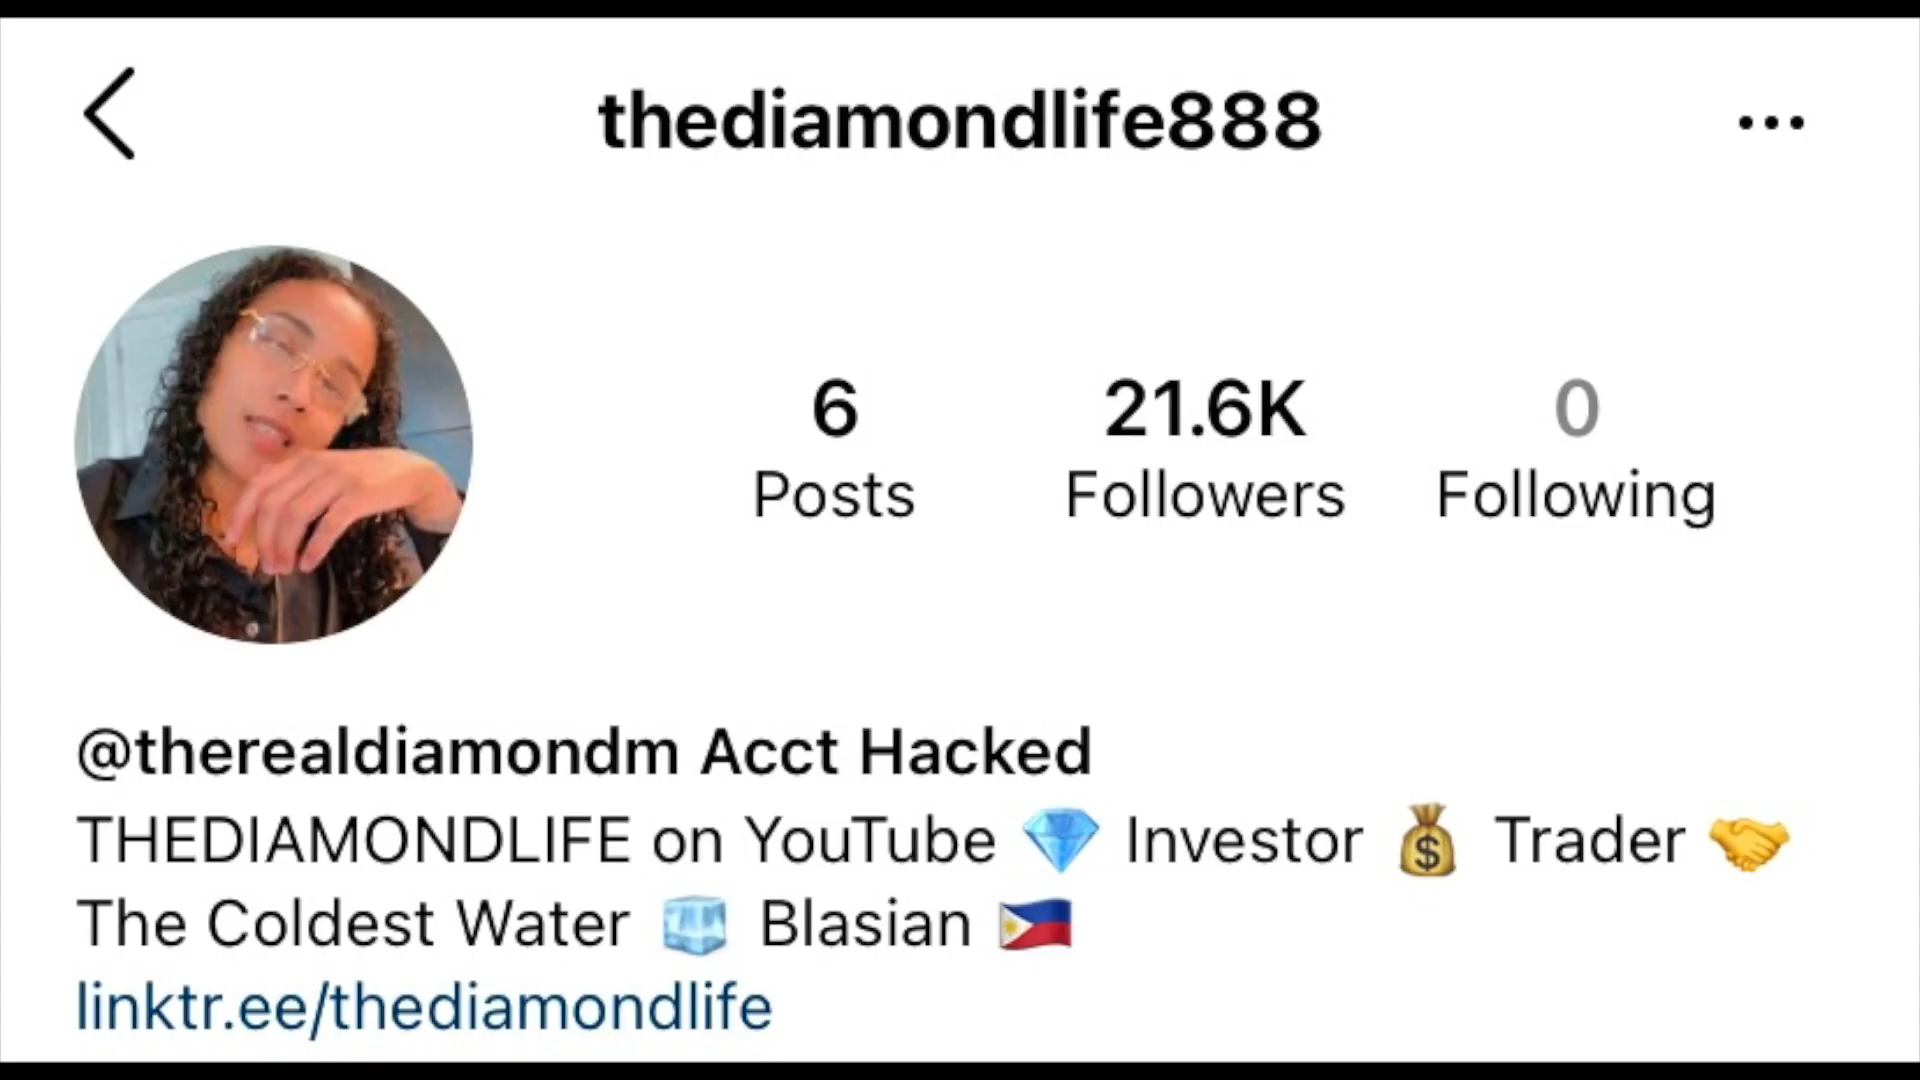 thediamondlife888
6 21.6K 0
Posts Followers Following
@therealdiamondm Acct Hacked
THEDIAMONDLIFE on YouTube 💎 Investor 💰 Trader 🤝
The Coldest Water 🧊 Blasian 🇵🇭
linktr.ee/thediamondlife